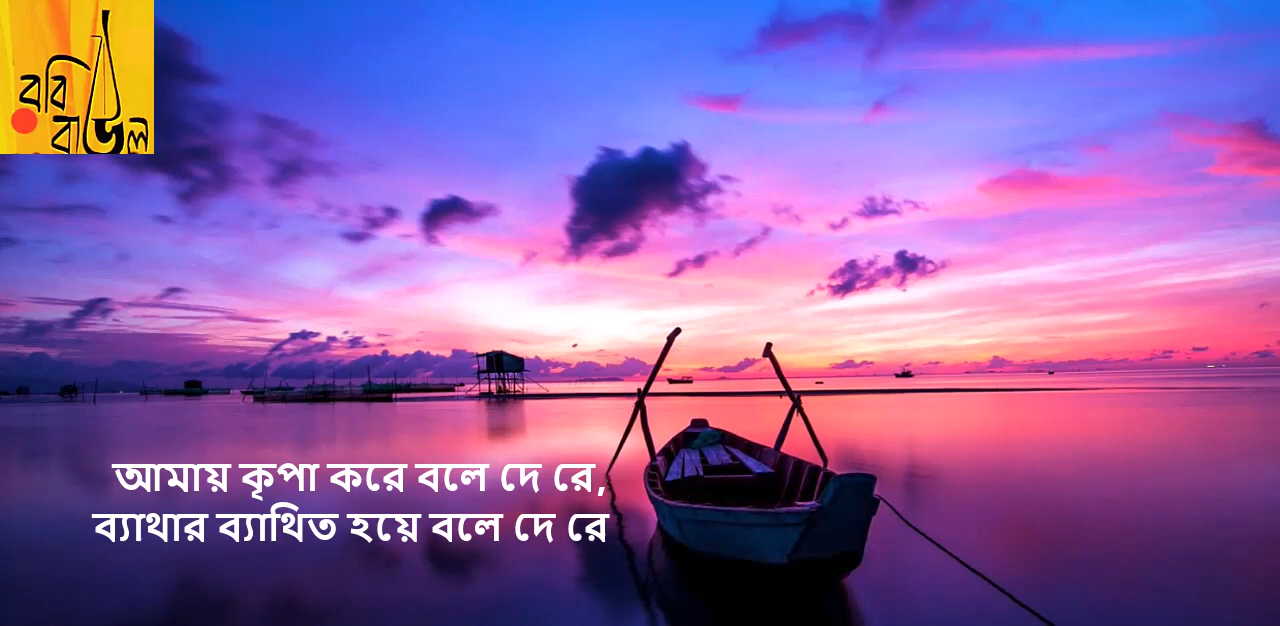 রবি
বাউল
আমায় কৃপা করে বলে দে রে,
ব্যাথার ব্যাথিত হয়ে বলে দে রে